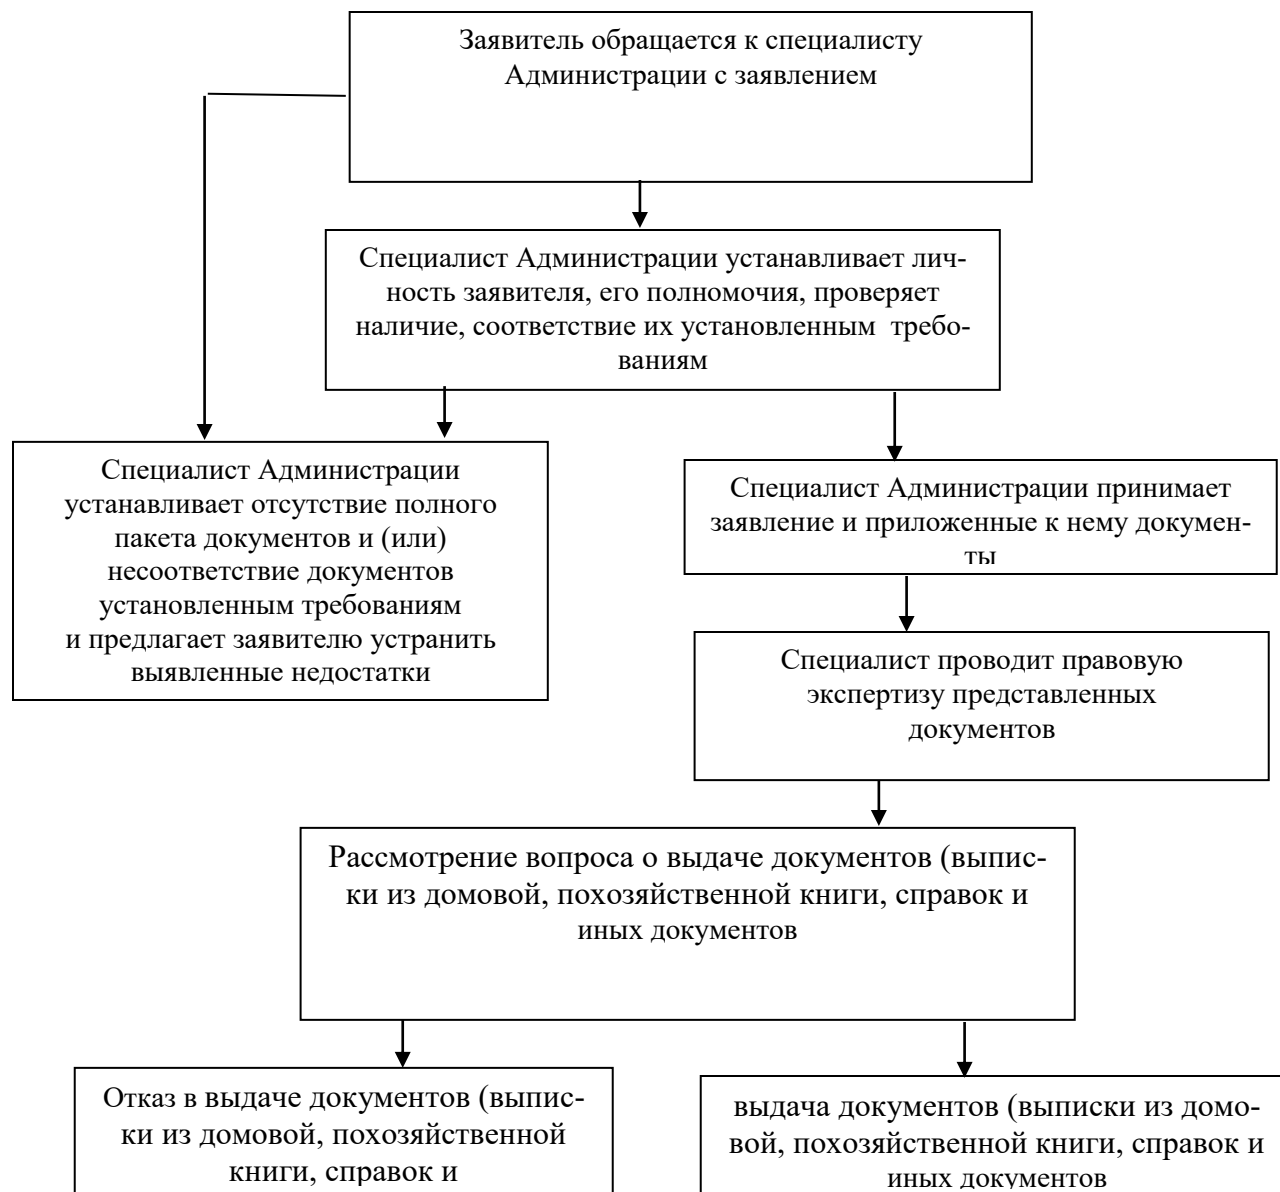 Заявитель обращается к специалисту
Администрации с заявлением
Специалист Администрации устанавливает лич-
ность заявителя, его полномочия, проверяет
наличие, соответствие их установленным требо-
ваниям
Специалист Администрации
устанавливает отсутствие полного
пакета документов и (или)
несоответствие документов
установленным требованиям
и предлагает заявителю устранить
выявленные недостатки
Специалист Администрации принимает
заявление и приложенные к нему докумен-
ты
Специалист проводит правовую
экспертизу представленных
документов
Рассмотрение вопроса о выдаче документов (выпис-
ки из домовой, похозяйственной книги, справок и
иных документов
Отказ в выдаче документов (выпис-
ки из домовой, похозяйственной
книги, справок и
выдача документов (выписки из домо-
вой, похозяйственной книги, справок и
иных документов